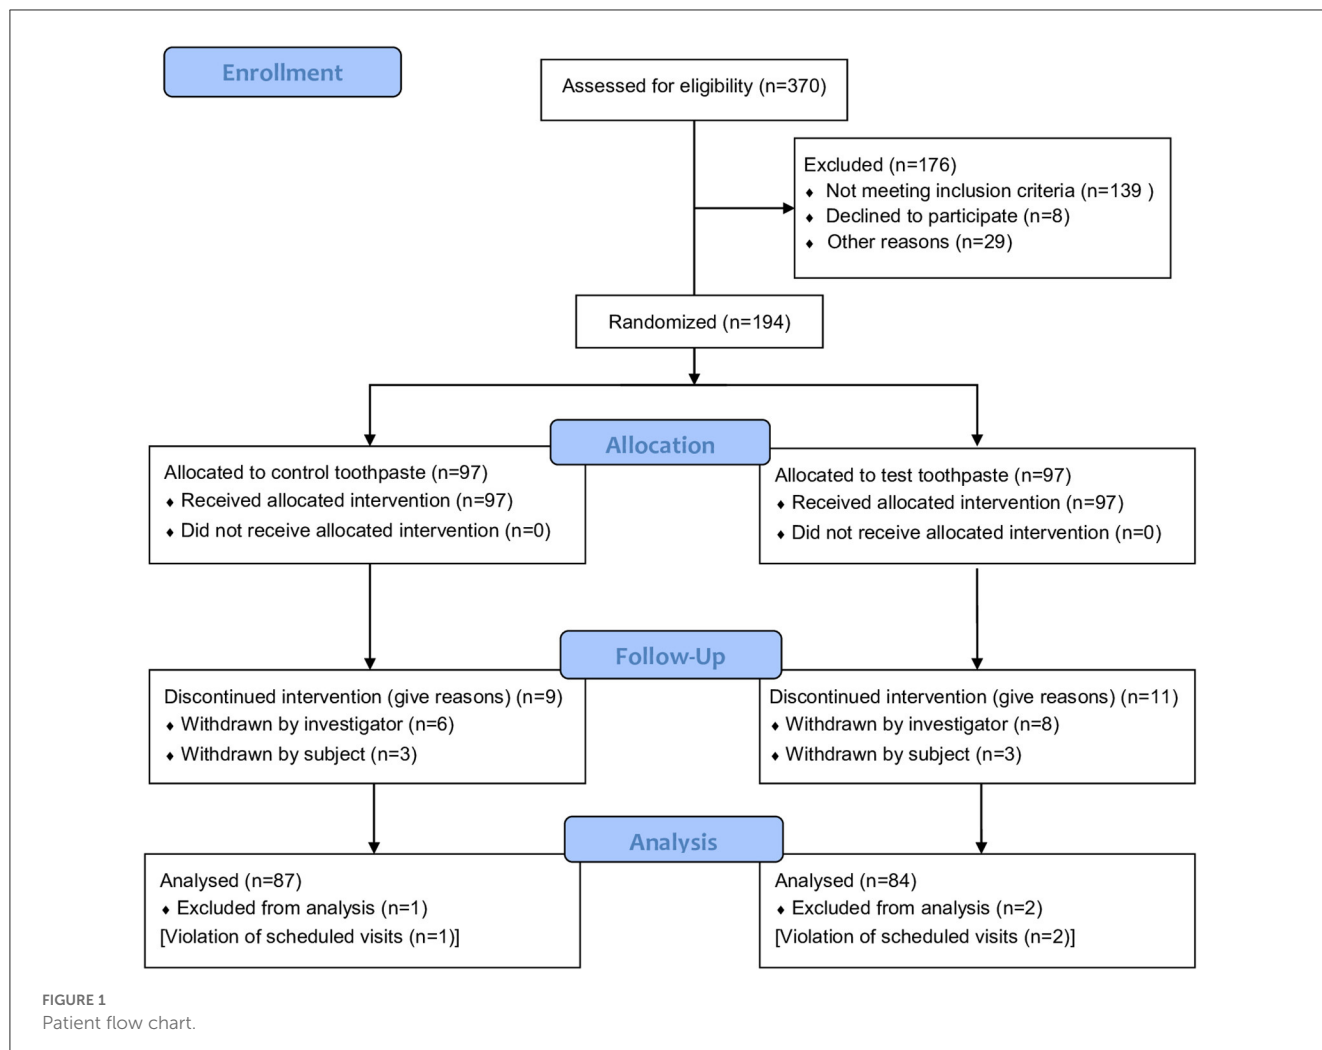 Enrollment
Assessed for eligibility (n=370)
Excluded (n=176)
♦ Not meeting inclusion criteria (n=139 )
♦ Declined to participate (n=8)
♦ Other reasons (n=29)
Randomized (n=194)
Allocation
Allocated to control toothpaste (n=97)
♦ Received allocated intervention (n=97)
♦ Did not receive allocated intervention (n=0)
Allocated to test toothpaste (n=97)
♦ Received allocated intervention (n=97)
♦ Did not receive allocated intervention (n=0)
Follow-Up
Discontinued intervention (give reasons) (n=9)
♦ Withdrawn by investigator (n=6)
♦ Withdrawn by subject (n=3)
Discontinued intervention (give reasons) (n=11)
♦ Withdrawn by investigator (n=8)
♦ Withdrawn by subject (n=3)
Analysis
Analysed (n=87)
♦ Excluded from analysis (n=1)
[Violation of scheduled visits (n=1)]
Analysed (n=84)
♦ Excluded from analysis (n=2)
[Violation of scheduled visits (n=2)]
FIGURE 1
Patient flow chart.